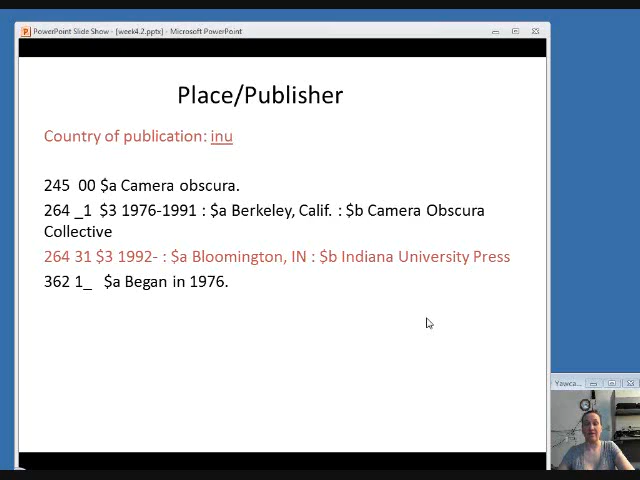 PowerPoint Slide Show - [week4.2.pptx] - Microsoft PowerPoint
Place/Publisher
Country of publication: inu
245  00 $a Camera obscura.
264 _1  $3 1976-1991 : $a Berkeley, Calif. : $b Camera Obscura
Collective
264 31 $3 1992- : $a Bloomington, IN : $b Indiana University Press
362 1_   $a Began in 1976.
Yawca...